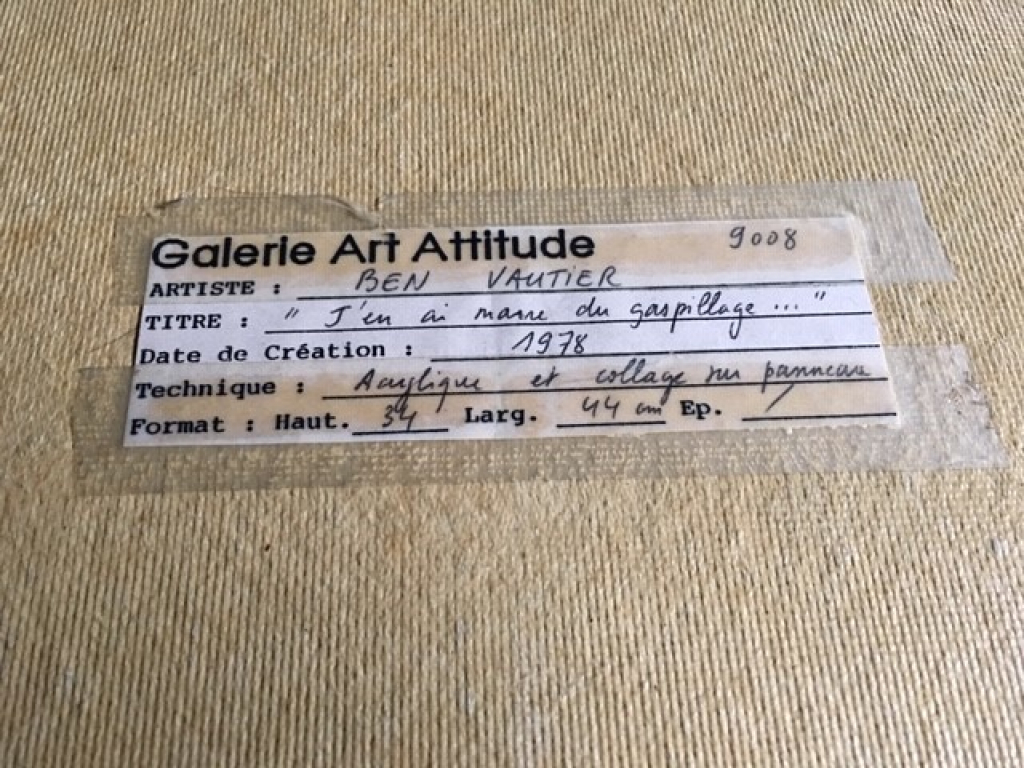 Galerie Art Attitude 9008
ARTISTE : BEN VAUTIER
TITRE : " J'en ai marre du gaspillage ... "
Date de Création : 1978
Technique : Acrylique et collage sur panneau
Format : Haut. 34 Larg. 44 cm Ep. /